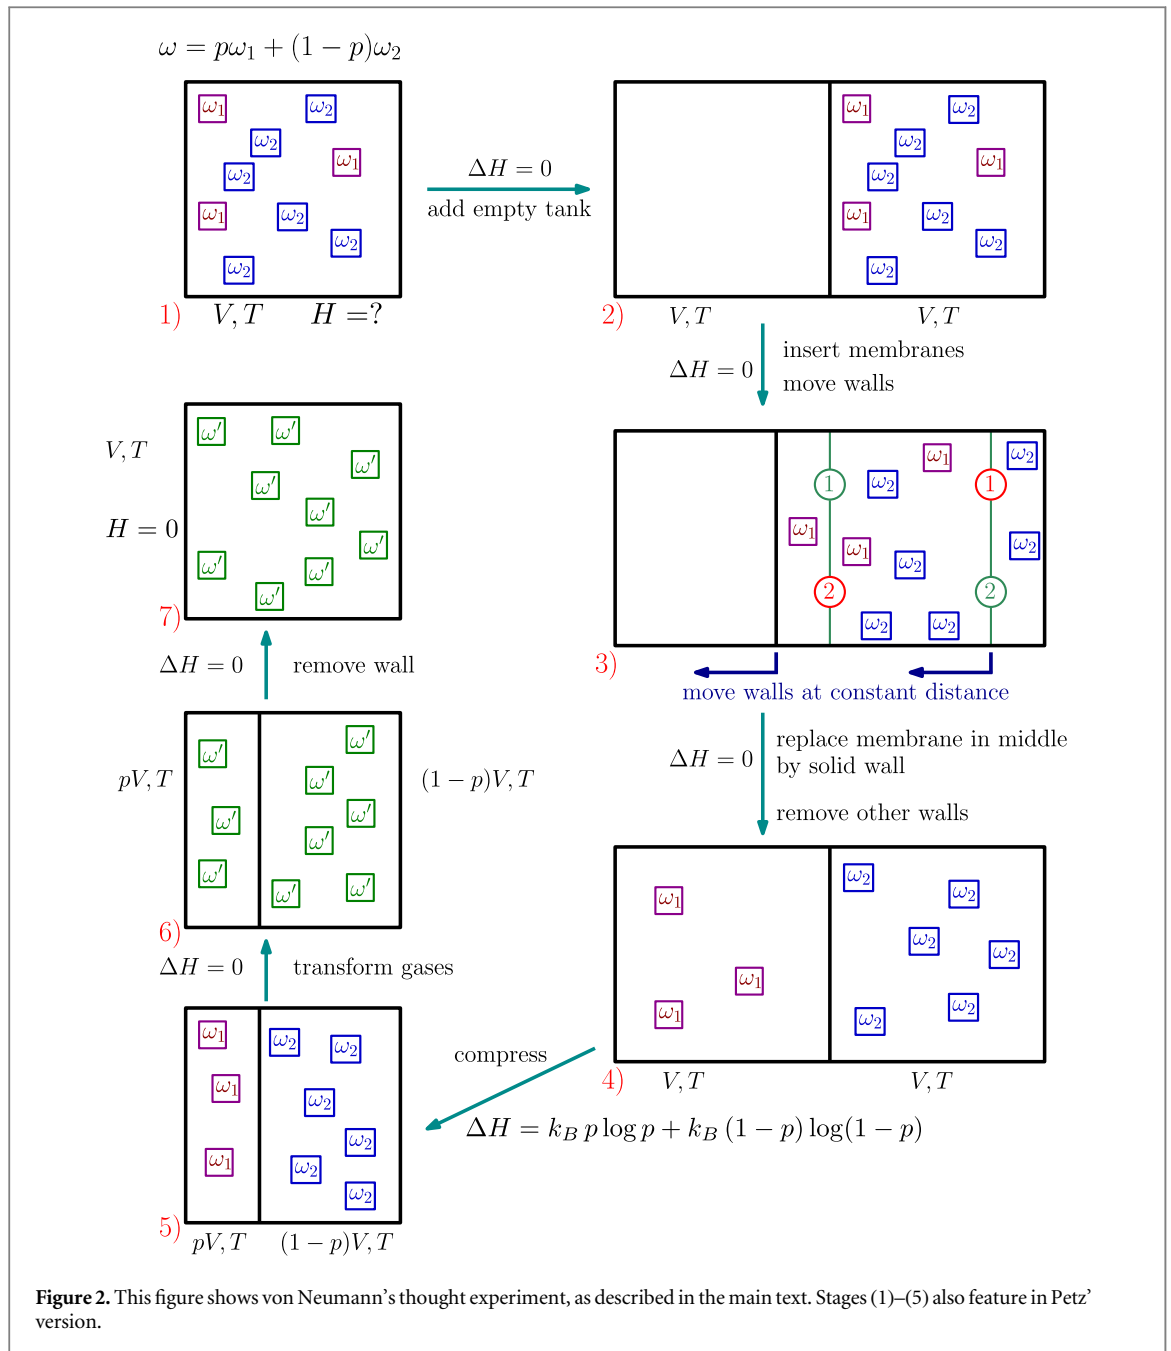 ω = pω₁ + (1 − p)ω₂
ω₁
ω₂
ω₂
ω₁
ω₂
ω₁
ω₂
ω₂
ω₂
1)
V, T
H =?
ΔH = 0
add empty tank
ω₁
ω₂
ω₂
ω₁
ω₂
ω₁
ω₂
ω₂
ω₂
2)
V, T
V, T
ΔH = 0
insert membranes
move walls
ω₁
ω₂
1
ω₂
1
ω₁
ω₁
ω₂
ω₂
2
2
ω₂
ω₂
3)
move walls at constant distance
ΔH = 0
replace membrane in middle
by solid wall
remove other walls
ω₁
ω₁
ω₁
ω₂
ω₂
ω₂
ω₂
ω₂
ω₂
4)
V, T
V, T
compress
ΔH = k_B p log p + k_B (1 − p) log(1 − p)
ω₁
ω₁
ω₁
ω₂
ω₂
ω₂
ω₂
ω₂
ω₂
5)
pV, T
(1 − p)V, T
ΔH = 0
transform gases
pV, T
ω′
ω′
ω′
ω′
ω′
ω′
ω′
ω′
ω′
(1 − p)V, T
6)
ΔH = 0
remove wall
V, T
H = 0
ω′
ω′
ω′
ω′
ω′
ω′
ω′
ω′
ω′
7)
Figure 2. This figure shows von Neumann’s thought experiment, as described in the main text. Stages (1)–(5) also feature in Petz’
version.